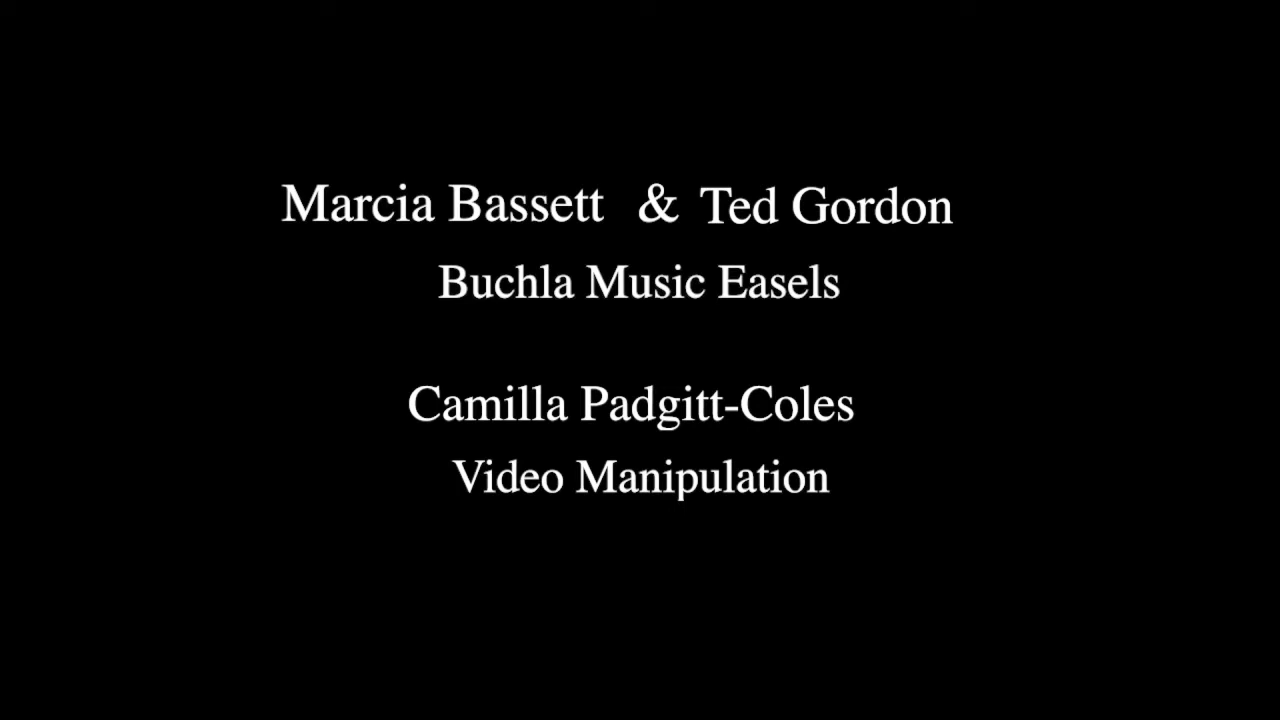 Marcia Bassett & Ted Gordon
Buchla Music Easels
Camilla Padgitt-Coles
Video Manipulation